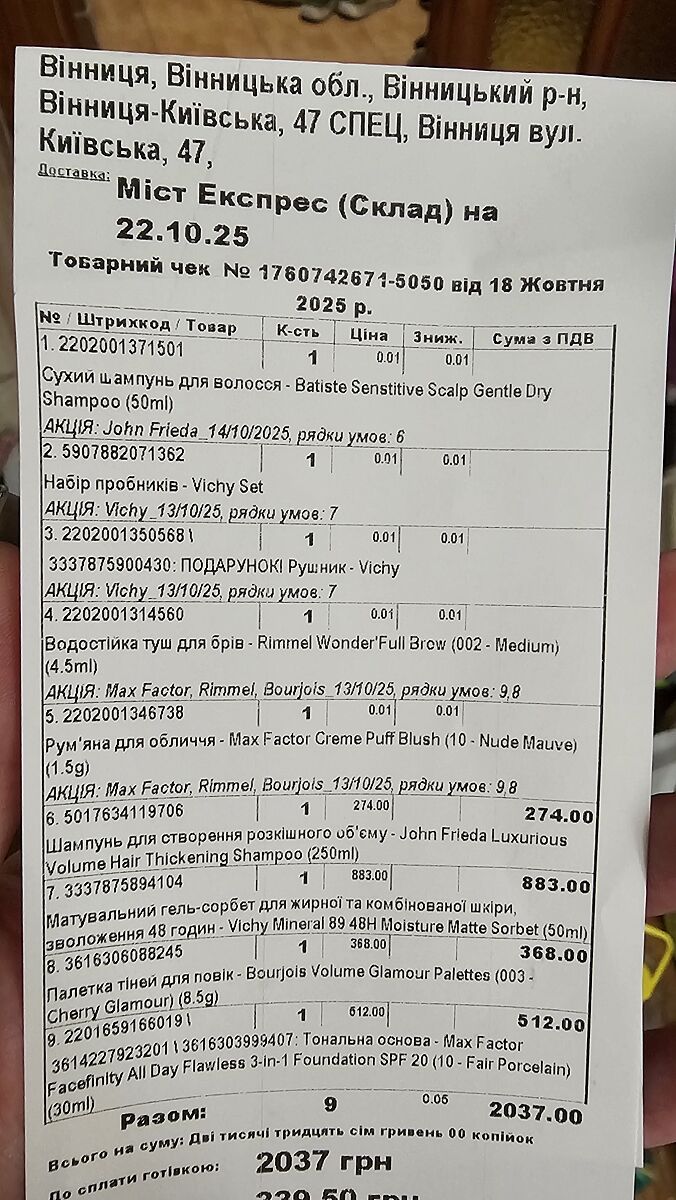 Вінниця, Вінницька обл., Вінницький р-н,
Вінниця-Київська, 47 СПЕЦ, Вінниця вул.
Київська, 47,
Доставка: Міст Експрес (Склад) на
22.10.25
Товарний чек № 1760742671-5050 від 18 Жовтня
2025 р.
№ / Штрихкод / Товар К-сть Ціна Зниж. Сума з ПДВ
1. 2202001371501 1 0.01 0.01
Сухий шампунь для волосся - Batiste Senstitive Scalp Gentle Dry
Shampoo (50ml)
АКЦІЯ: John Frieda_14/10/2025, рядки умов: 6
2. 5907882071362 1 0.01 0.01
Набір пробників - Vichy Set
АКЦІЯ: Vichy_13/10/25, рядки умов: 7
3. 2202001350568 \ 1 0.01 0.01
3337875900430: ПОДАРУНОКІ Рушник - Vichy
АКЦІЯ: Vichy_13/10/25, рядки умов: 7
4. 2202001314560 1 0.01 0.01
Водостійка туш для брів - Rimmel Wonder'Full Brow (002 - Medium)
(4.5ml)
АКЦІЯ: Max Factor, Rimmel, Bourjois_13/10/25, рядки умов: 9,8
5. 2202001346738 1 0.01 0.01
Рум'яна для обличчя - Max Factor Creme Puff Blush (10 - Nude Mauve)
(1.5g)
АКЦІЯ: Max Factor, Rimmel, Bourjois_13/10/25, рядки умов: 9,8
6. 5017634119706 1 274.00 274.00
Шампунь для створення розкішного об'єму - John Frieda Luxurious
Volume Hair Thickening Shampoo (250ml)
7. 3337875894104 1 883.00 883.00
Матувальний гель-сорбет для жирної та комбінованої шкіри,
зволоження 48 годин - Vichy Mineral 89 48H Moisture Matte Sorbet (50ml)
8. 3616306088245 1 368.00 368.00
Палетка тіней для повік - Bourjois Volume Glamour Palettes (003 -
Cherry Glamour) (8.5g)
9. 2201659166019 \ 1 512.00 512.00
3614227923201 \ 3616303999407: Тональна основа - Max Factor
Facefinity All Day Flawless 3-in-1 Foundation SPF 20 (10 - Fair Porcelain)
(30ml)
Разом: 9 0.05 2037.00
Всього на суму: Дві тисячі тридцять сім гривень 00 копійок
До сплати готівкою: 2037 грн
239.50 грн